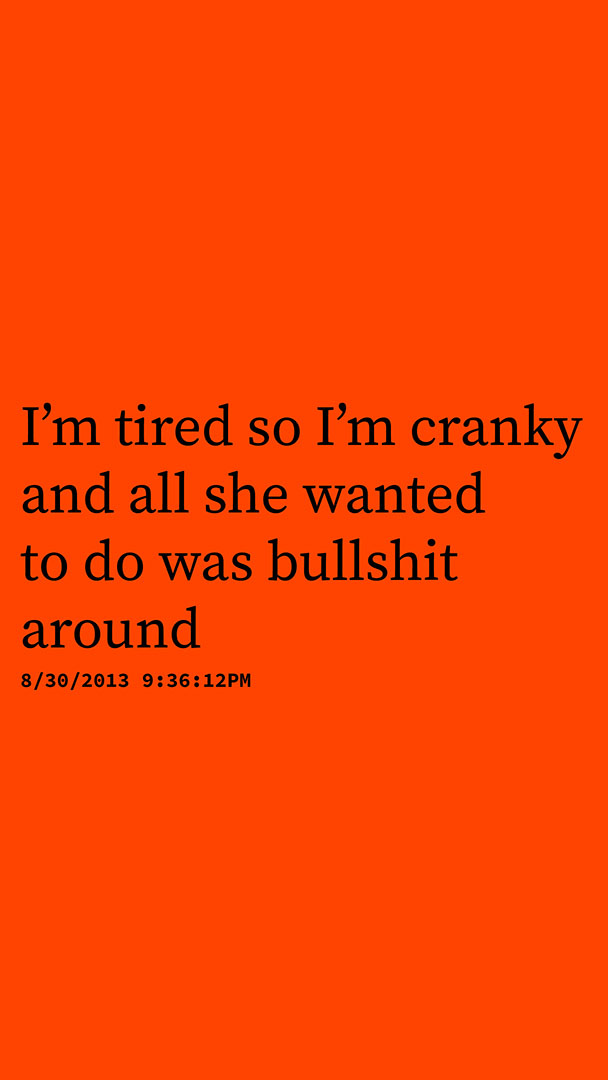 I’m tired so I’m cranky
and all she wanted
to do was bullshit
around
8/30/2013 9:36:12PM